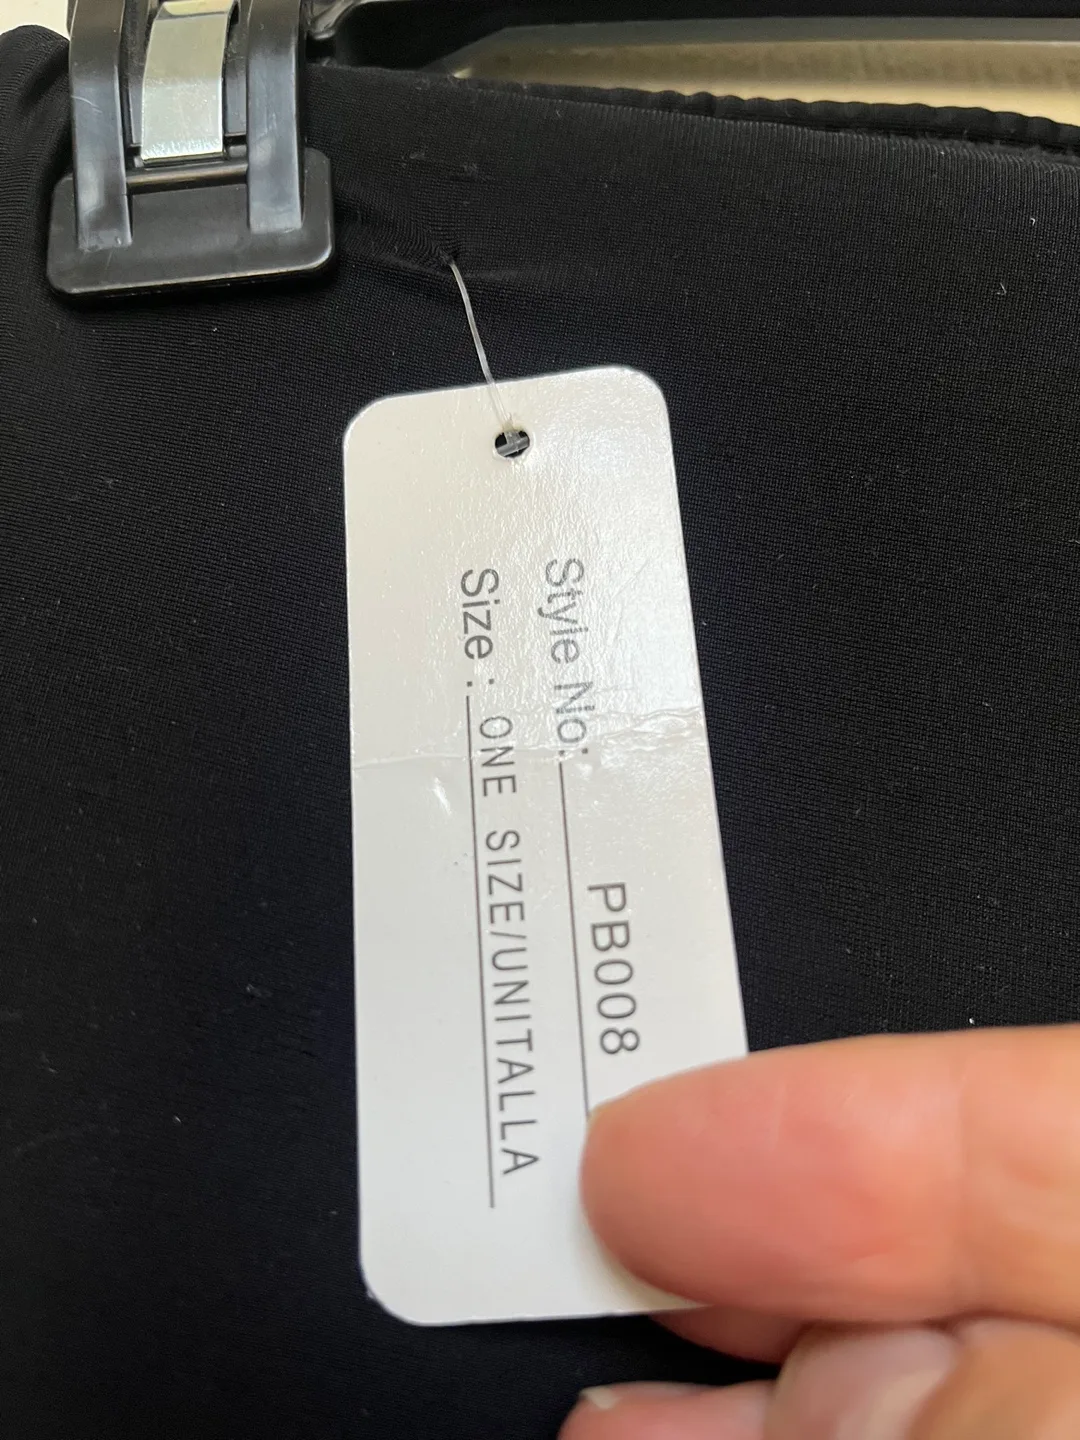 Style No: PB008
Size : ONE SIZE/UNITALLA